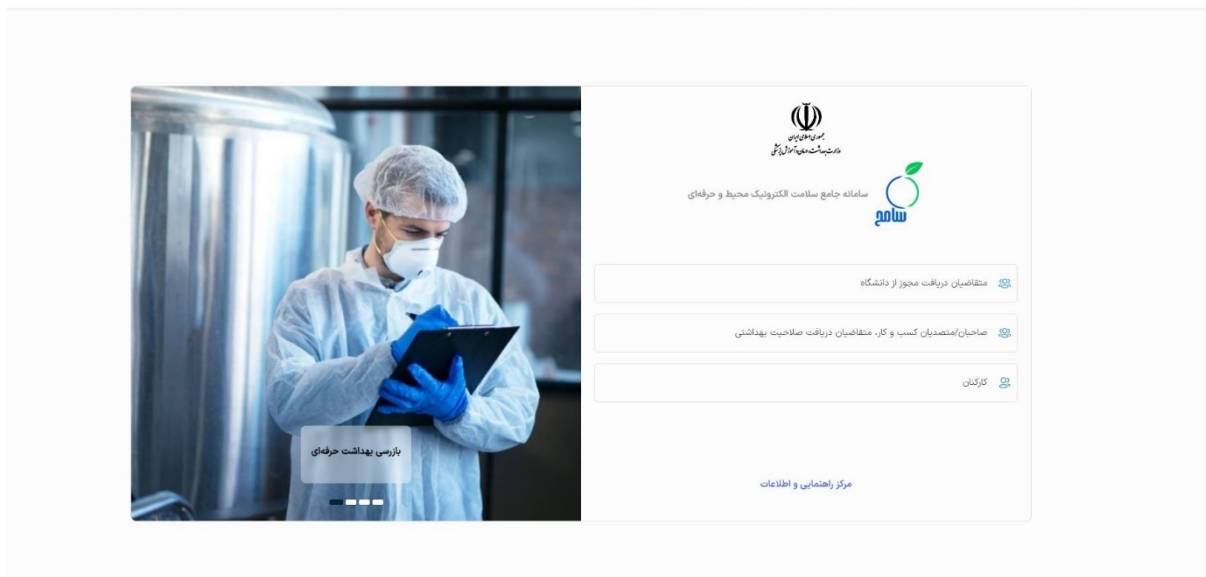 جمهوری اسلامی ایران
وزارت بهداشت، درمان و آموزش پزشکی
سامانه جامع سلامت الکترونیک محیط و حرفه‌ای
سامح
متقاضیان دریافت مجوز از دانشگاه
صاحبان/متصدیان کسب و کار، متقاضیان دریافت صلاحیت بهداشتی
کارکنان
مرکز راهنمایی و اطلاعات
بازرسی بهداشت حرفه‌ای